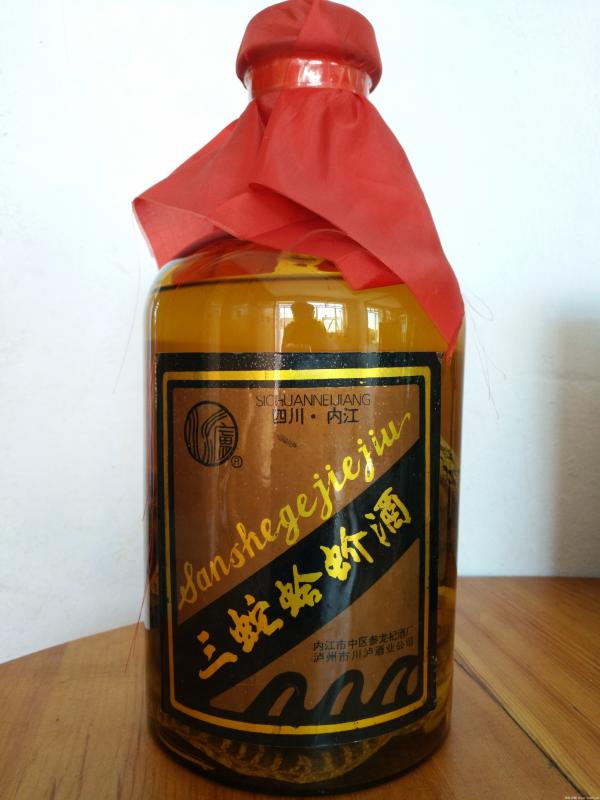 SICHUANNEIJIANG
四川·内江
Sanshegejiejiu
三蛇蛤蚧酒
内江市中区参龙杞酒厂
泸州市川泸酒业公司